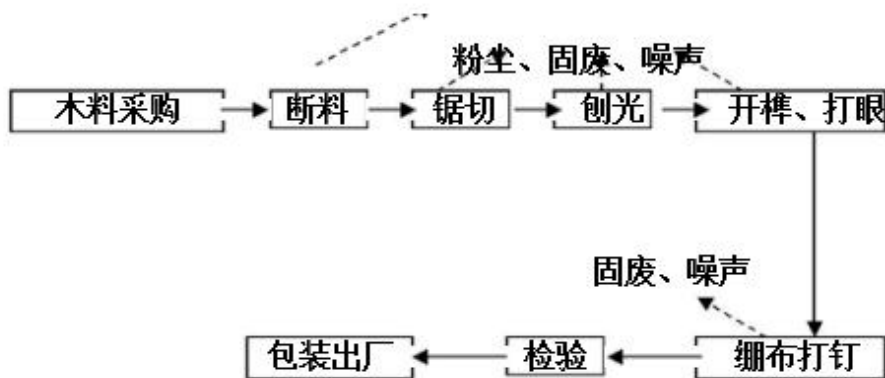 粉尘、固废、噪声
木料采购 断料 锯切 刨光 开榫、打眼
固废、噪声
包装出厂 检验 绷布打钉